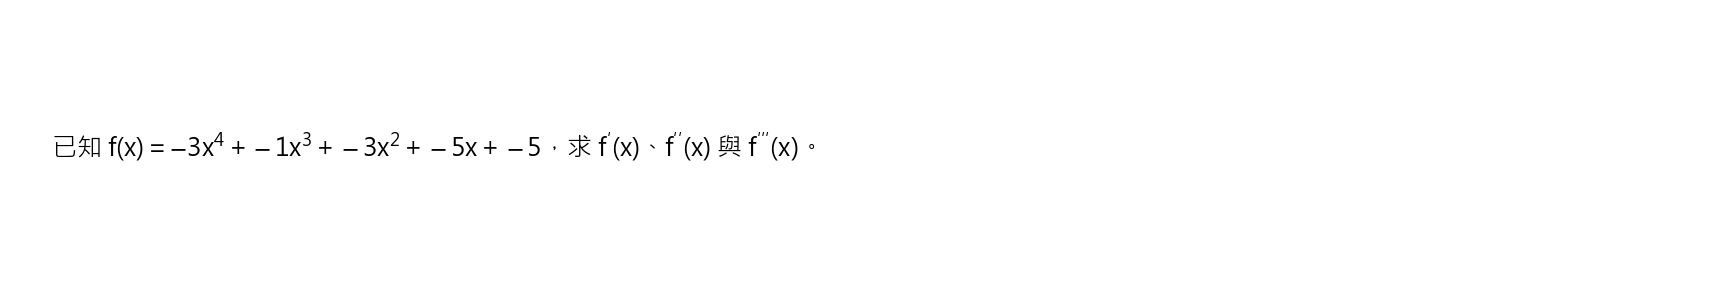 已知 f(x) = −3x⁴ + − 1x³ + − 3x² + − 5x + − 5，求 f′(x)、f′′(x) 與 f′′′(x)。